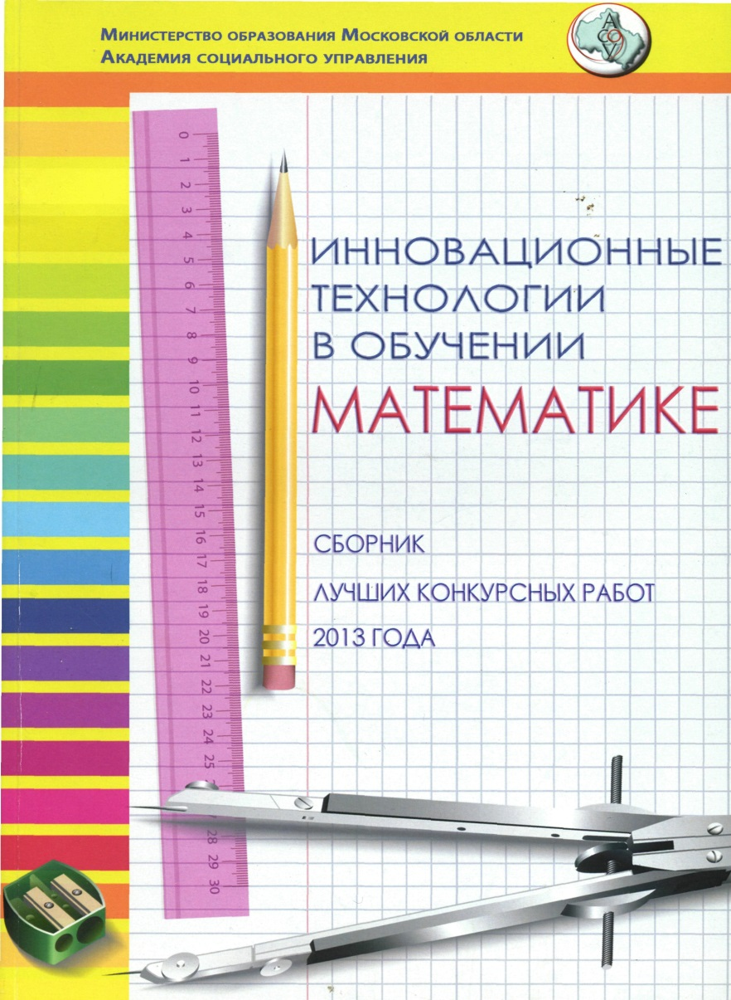 Министерство образования Московской области
Академия социального управления
АСОУ
ИННОВАЦИОННЫЕ
ТЕХНОЛОГИИ
В ОБУЧЕНИИ
МАТЕМАТИКЕ
СБОРНИК
ЛУЧШИХ КОНКУРСНЫХ РАБОТ
2013 ГОДА
0
1
2
3
4
5
6
7
8
9
10
11
12
13
14
15
16
17
18
19
20
21
22
23
24
25
28
29
30